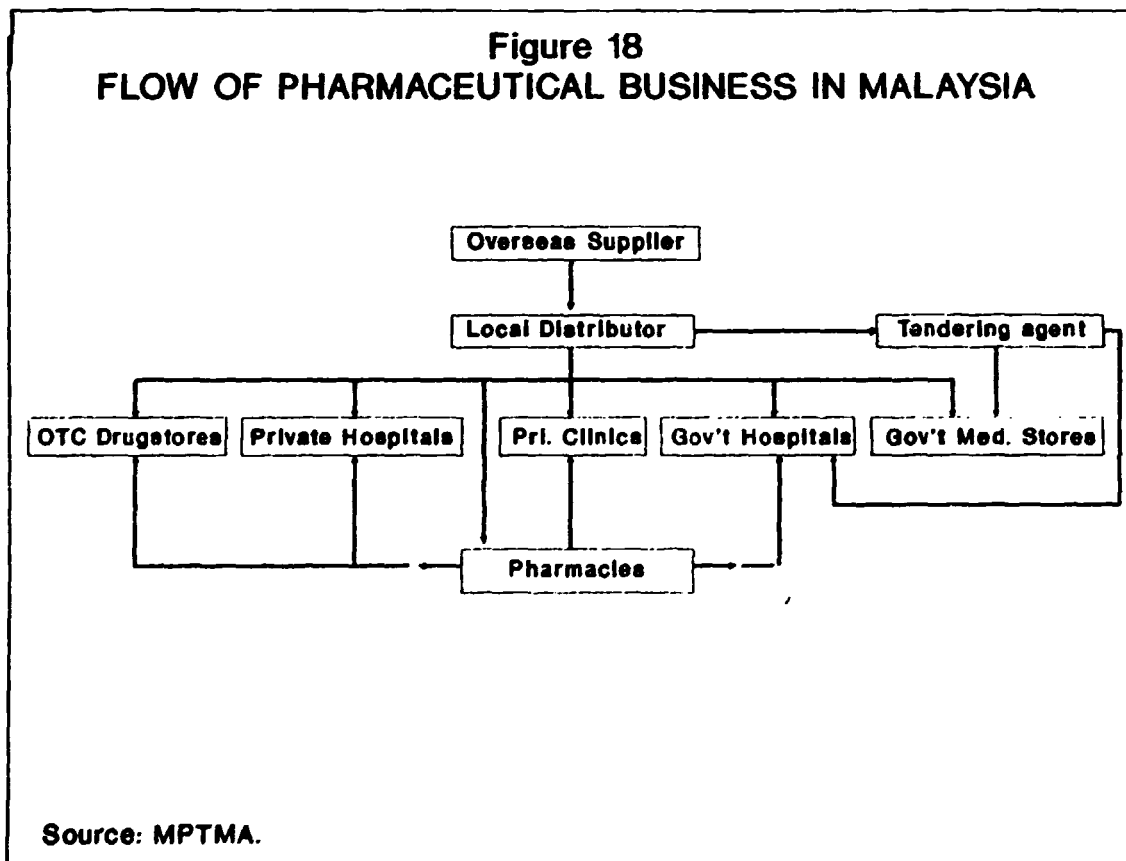 Figure 18
FLOW OF PHARMACEUTICAL BUSINESS IN MALAYSIA
Overseas Supplier
Local Distributor
Tendering agent
OTC Drugstores
Private Hospitals
Pri. Clinics
Gov't Hospitals
Gov't Med. Stores
Pharmacies
Source: MPTMA.